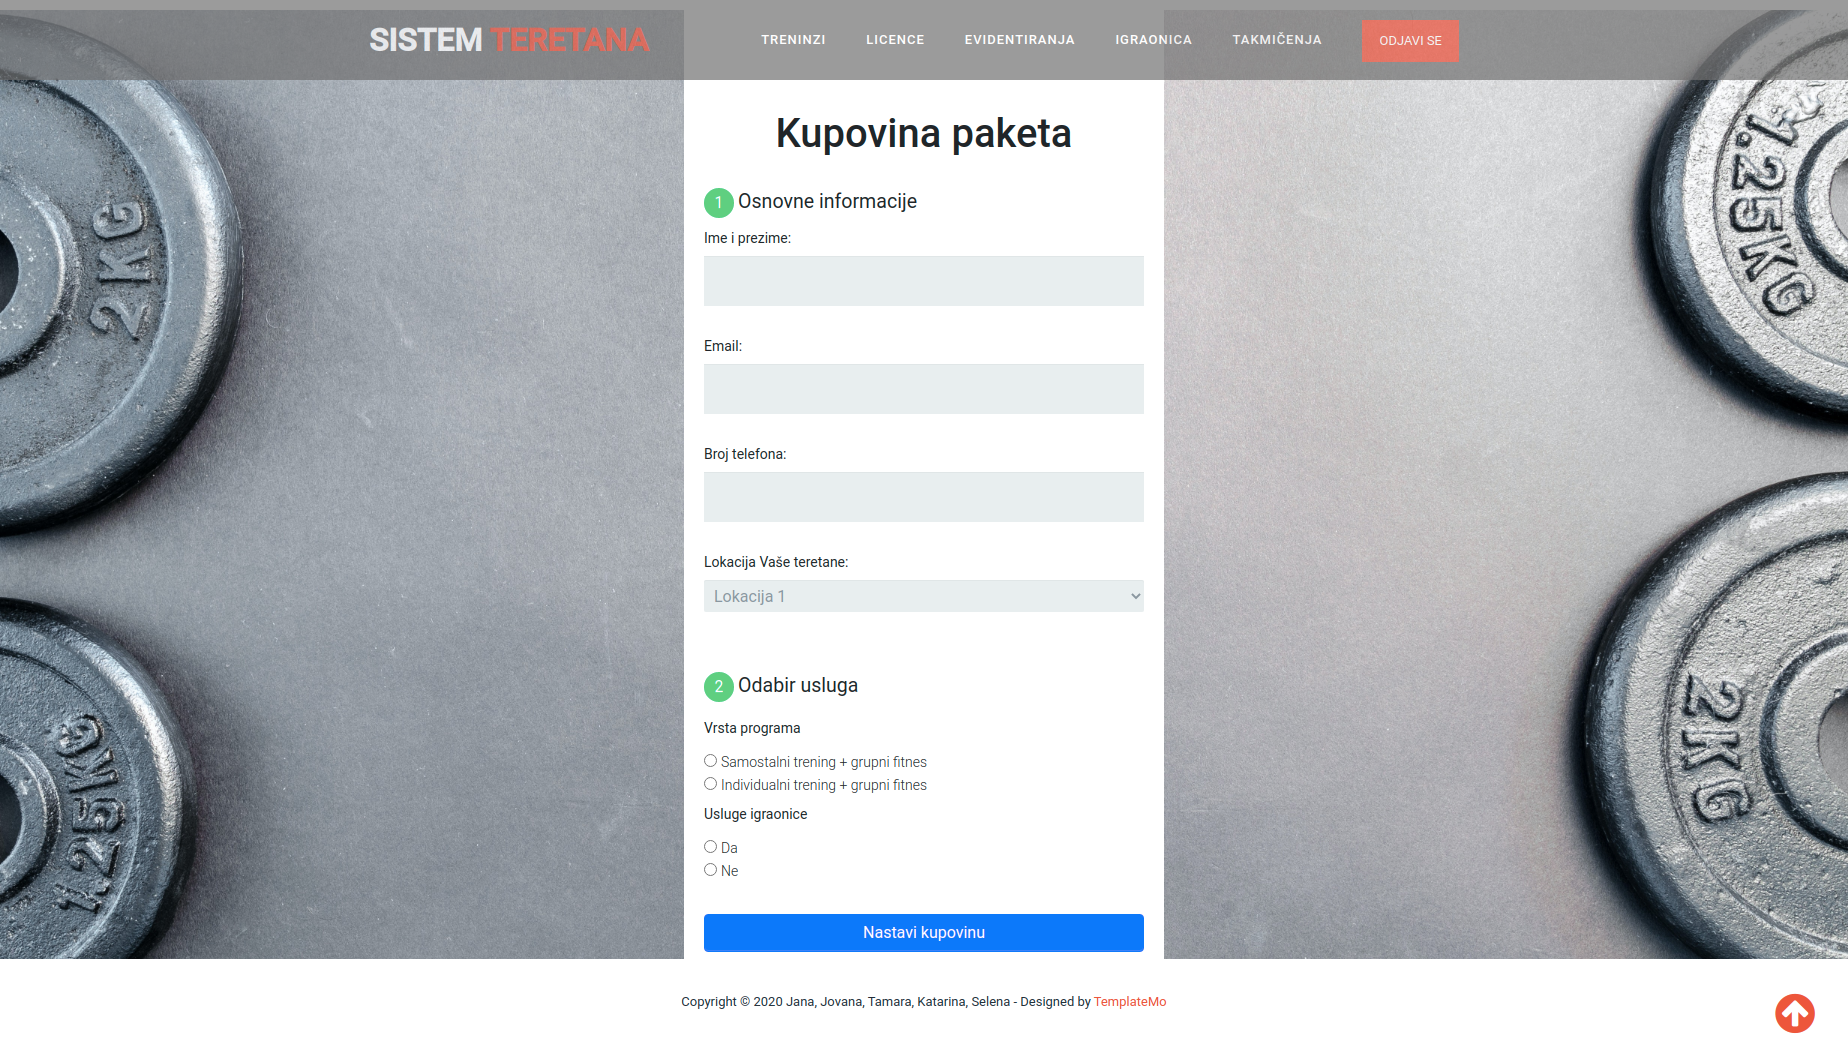 SISTEM TERETANA
TRENINZI
LICENCE
EVIDENTIRANJA
IGRAONICA
TAKMIČENJA
ODJAVI SE
Kupovina paketa
1 Osnovne informacije
Ime i prezime:
Email:
Broj telefona:
Lokacija Vaše teretane:
Lokacija 1
2 Odabir usluga
Vrsta programa
Samostalni trening + grupni fitnes
Individualni trening + grupni fitnes
Usluge igraonice
Da
Ne
Nastavi kupovinu
Copyright © 2020 Jana, Jovana, Tamara, Katarina, Selena - Designed by TemplateMo
2KG
1.25KG
1.25KG
2KG